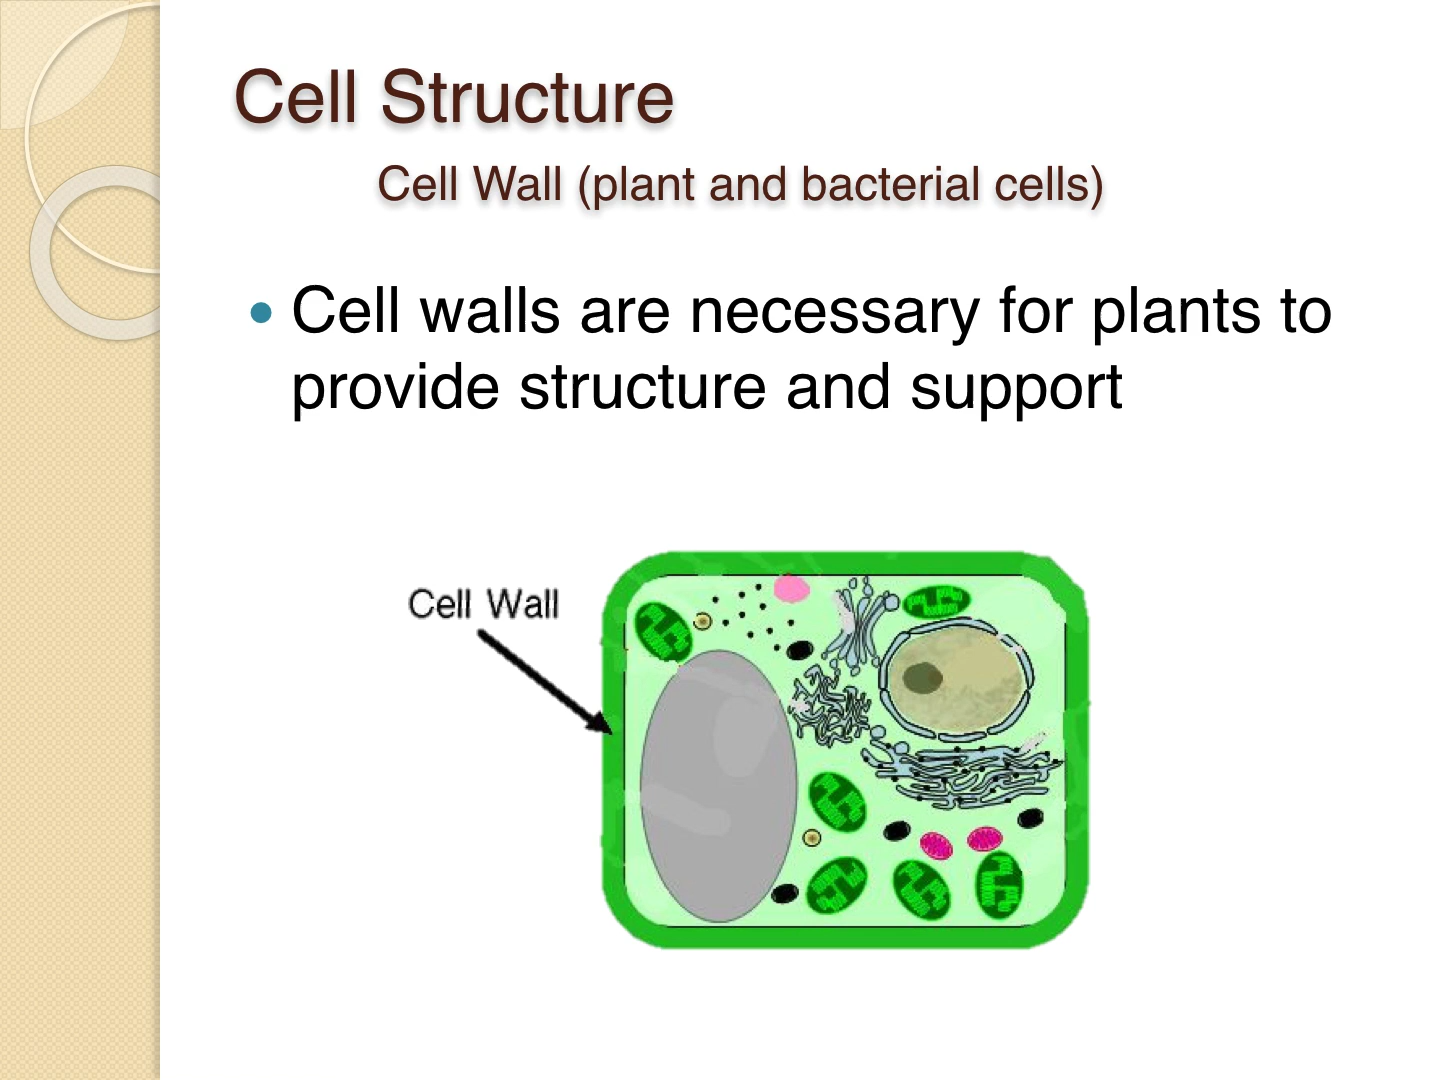 Cell Structure
Cell Wall (plant and bacterial cells)
• Cell walls are necessary for plants to
provide structure and support
Cell Wall